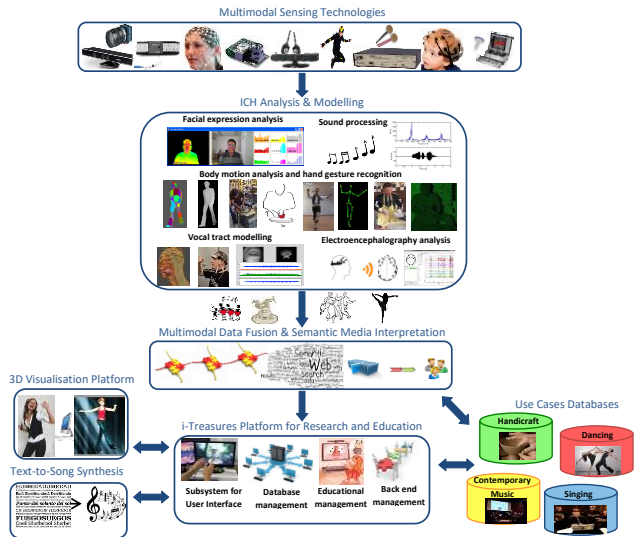 Multimodal Sensing Technologies
ICH Analysis & Modelling
Facial expression analysis
Sound processing
Body motion analysis and hand gesture recognition
Vocal tract modelling
Electroencephalography analysis
Multimodal Data Fusion & Semantic Media Interpretation
Semantic
Web
Search
3D Visualisation Platform
i-Treasures Platform for Research and Education
Use Cases Databases
Handicraft
Dancing
Contemporary
Music
Singing
Text-to-Song Synthesis
Subsystem for
User Interface
Database
management
Educational
management
Back end
management